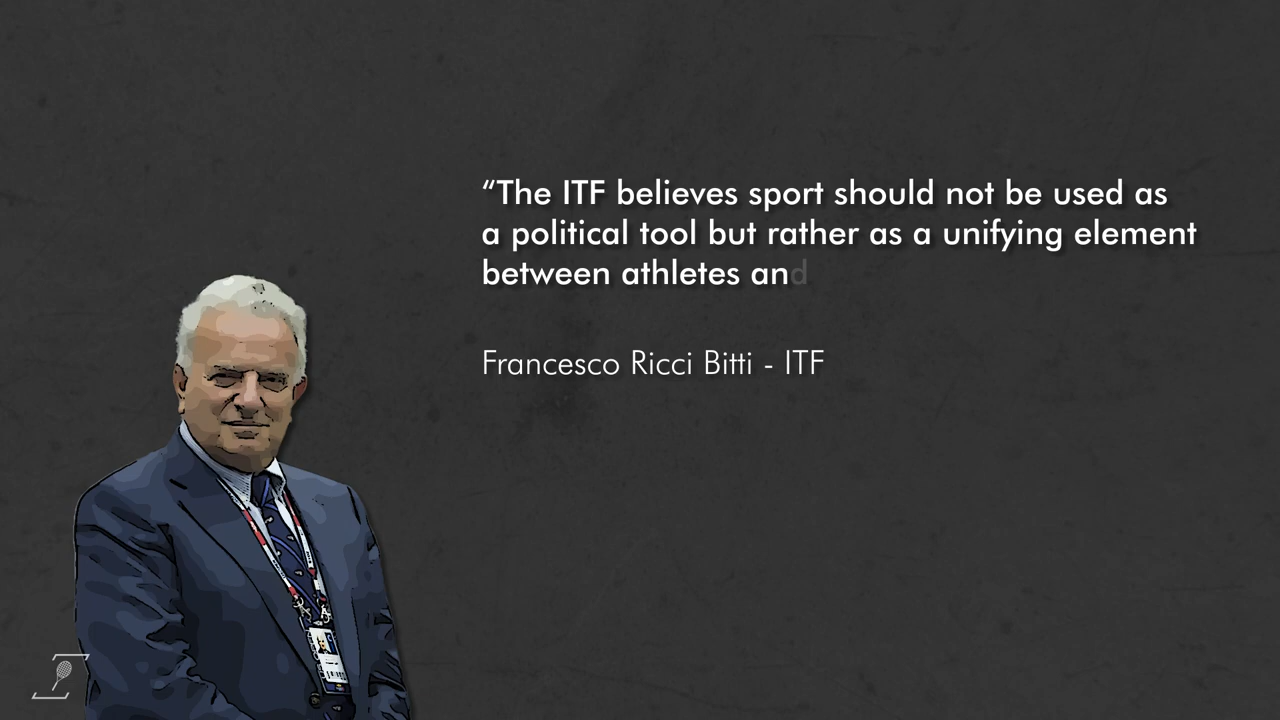 “The ITF believes sport should not be used as
a political tool but rather as a unifying element
between athletes and
Francesco Ricci Bitti - ITF